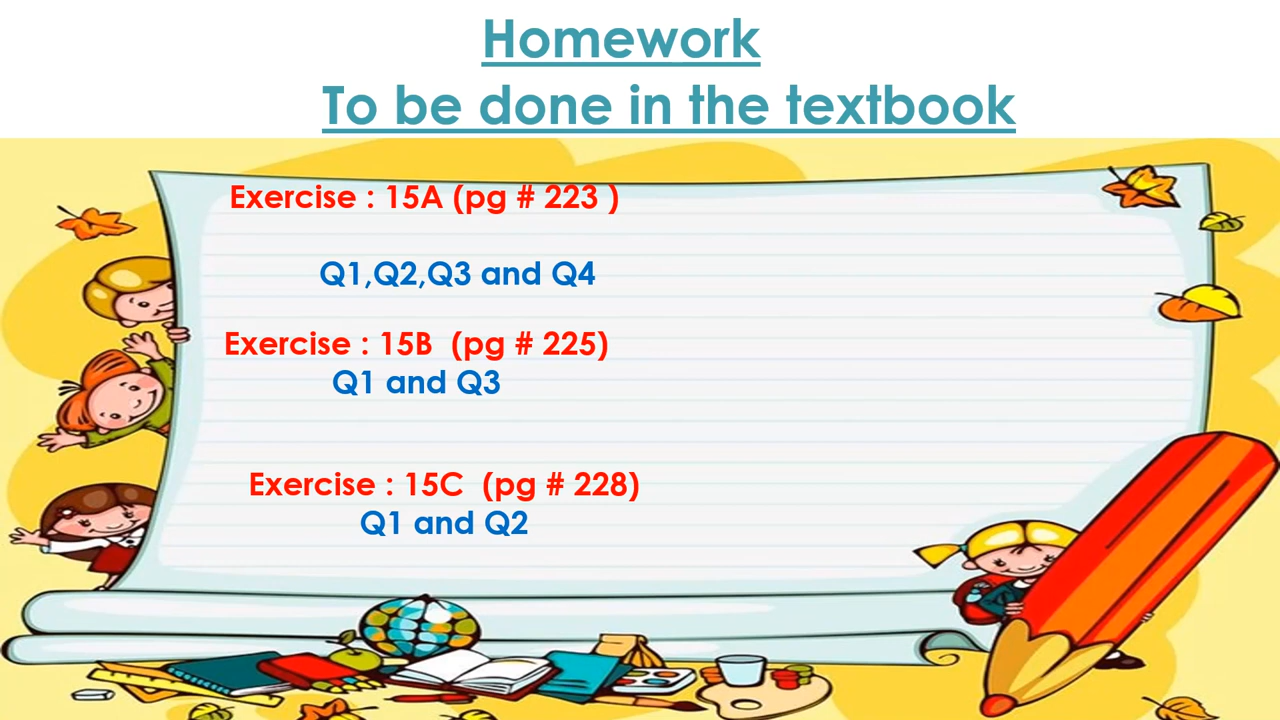 Homework
To be done in the textbook
Exercise : 15A (pg # 223 )
Q1,Q2,Q3 and Q4
Exercise : 15B  (pg # 225)
Q1 and Q3
Exercise : 15C  (pg # 228)
Q1 and Q2